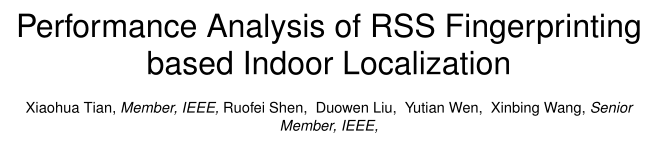 Performance Analysis of RSS Fingerprinting
based Indoor Localization
Xiaohua Tian, Member, IEEE, Ruofei Shen, Duowen Liu, Yutian Wen, Xinbing Wang, Senior
Member, IEEE,